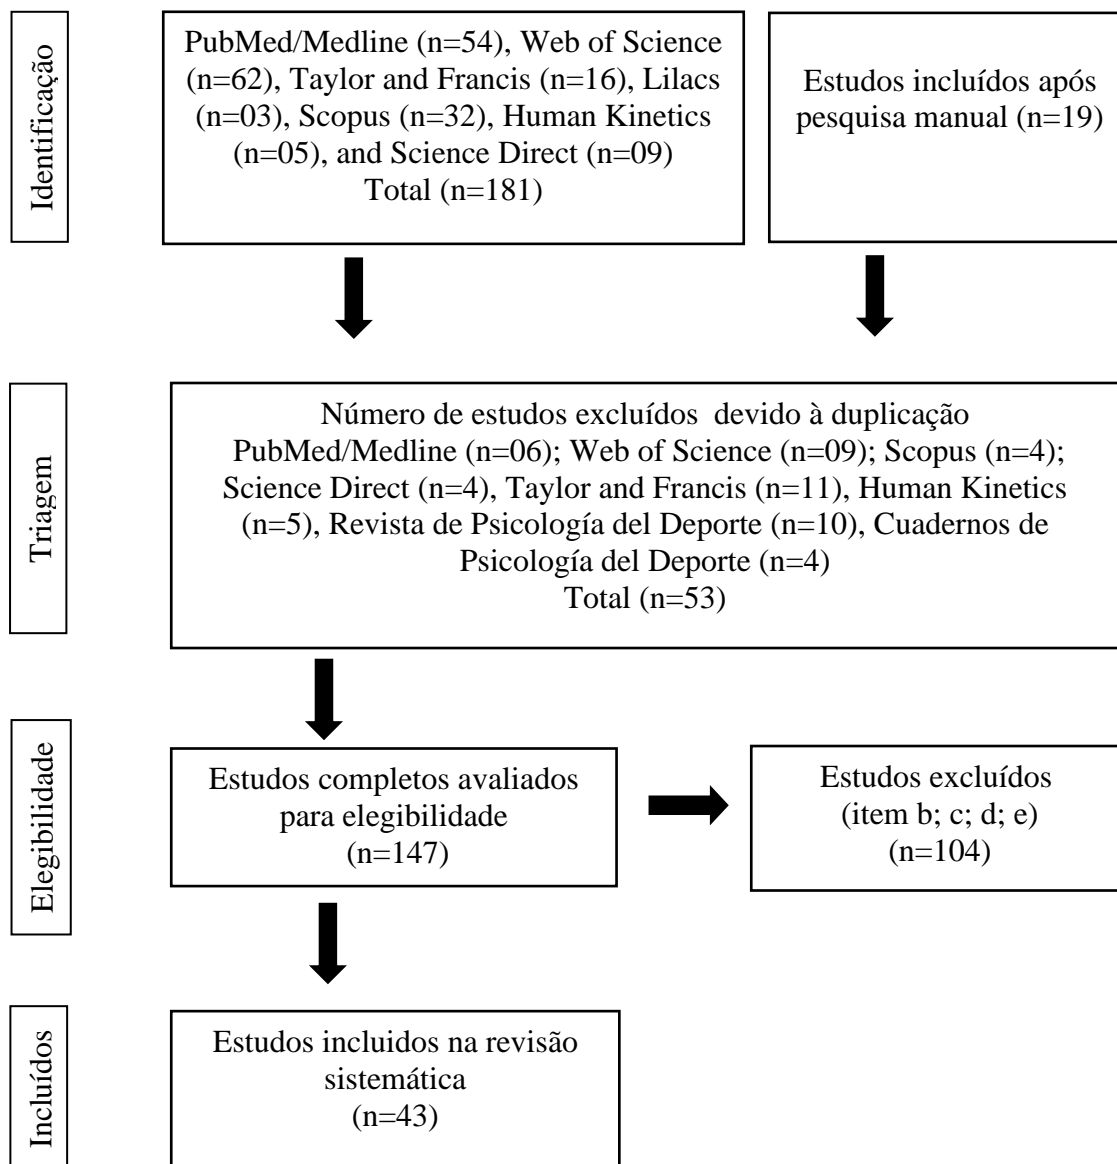 Identificação
PubMed/Medline (n=54), Web of Science
(n=62), Taylor and Francis (n=16), Lilacs
(n=03), Scopus (n=32), Human Kinetics
(n=05), and Science Direct (n=09)
Total (n=181)
Estudos incluídos após
pesquisa manual (n=19)
Triagem
Número de estudos excluídos devido à duplicação
PubMed/Medline (n=06); Web of Science (n=09); Scopus (n=4);
Science Direct (n=4), Taylor and Francis (n=11), Human Kinetics
(n=5), Revista de Psicología del Deporte (n=10), Cuadernos de
Psicología del Deporte (n=4)
Total (n=53)
Elegibilidade
Estudos completos avaliados
para elegibilidade
(n=147)
Estudos excluídos
(item b; c; d; e)
(n=104)
Incluídos
Estudos incluidos na revisão
sistemática
(n=43)